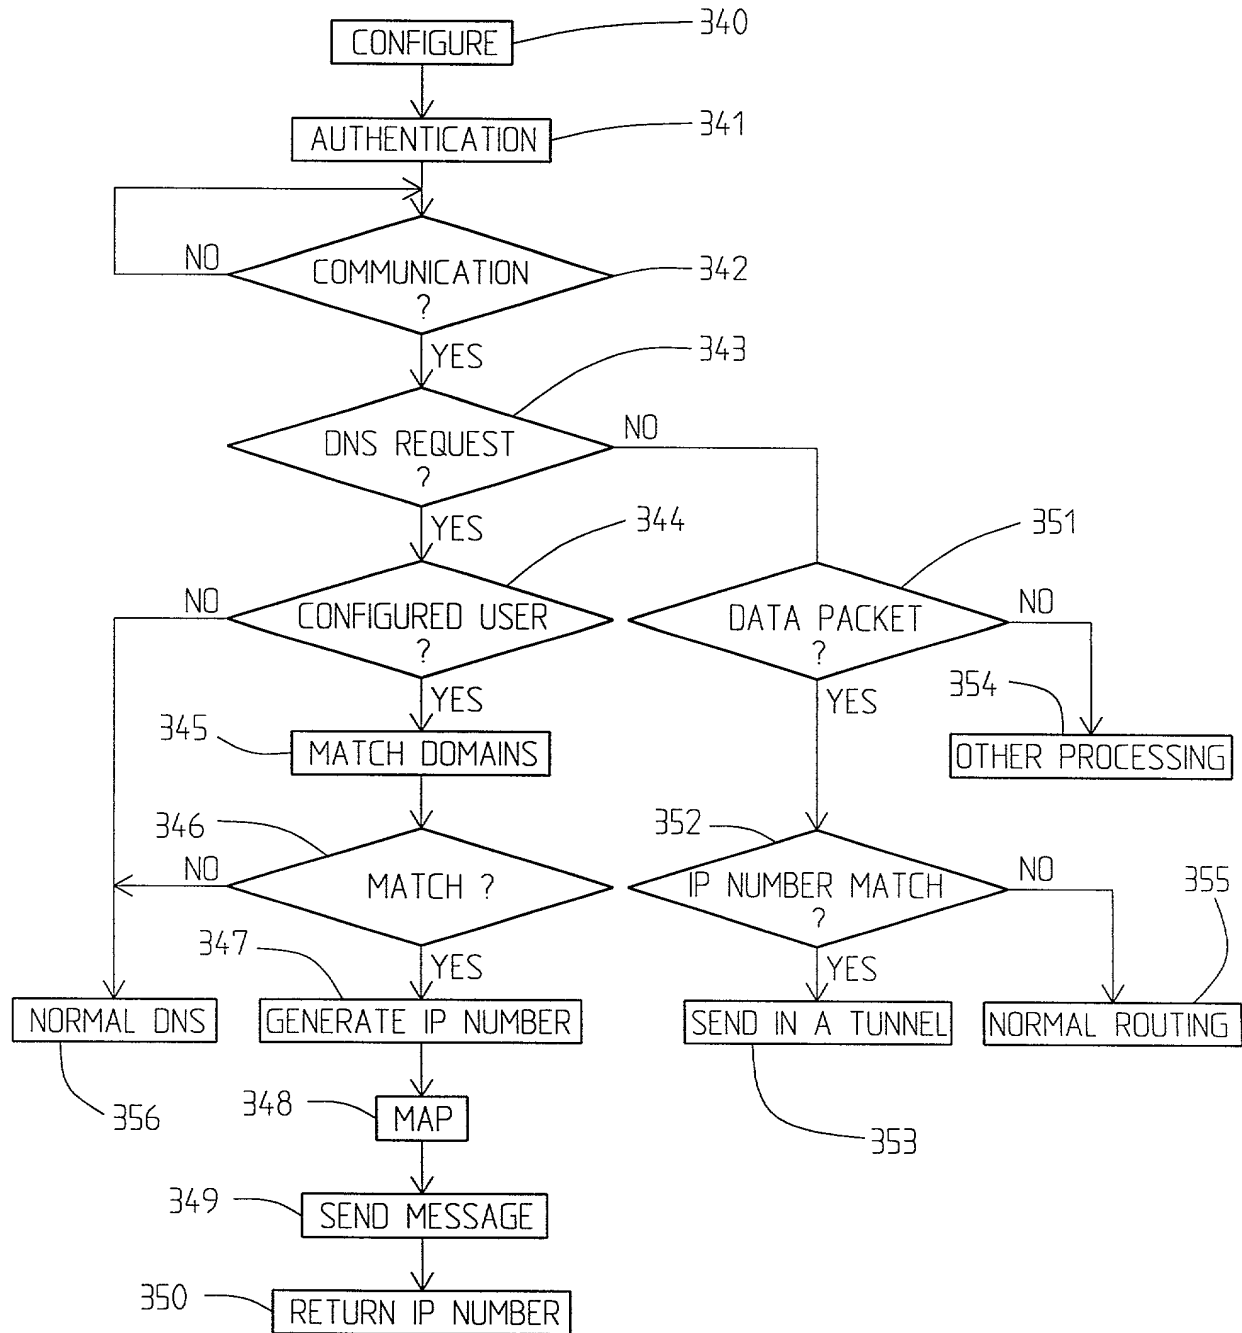 CONFIGURE
340
AUTHENTICATION
341
NO
COMMUNICATION
?
342
YES
343
DNS REQUEST
?
NO
YES
344
351
NO
CONFIGURED USER
?
DATA PACKET
?
NO
YES
YES
345
MATCH DOMAINS
354
OTHER PROCESSING
346
352
NO
MATCH ?
IP NUMBER MATCH
?
NO
355
347
YES
YES
NORMAL DNS
GENERATE IP NUMBER
SEND IN A TUNNEL
NORMAL ROUTING
356
348
MAP
353
349
SEND MESSAGE
350
RETURN IP NUMBER